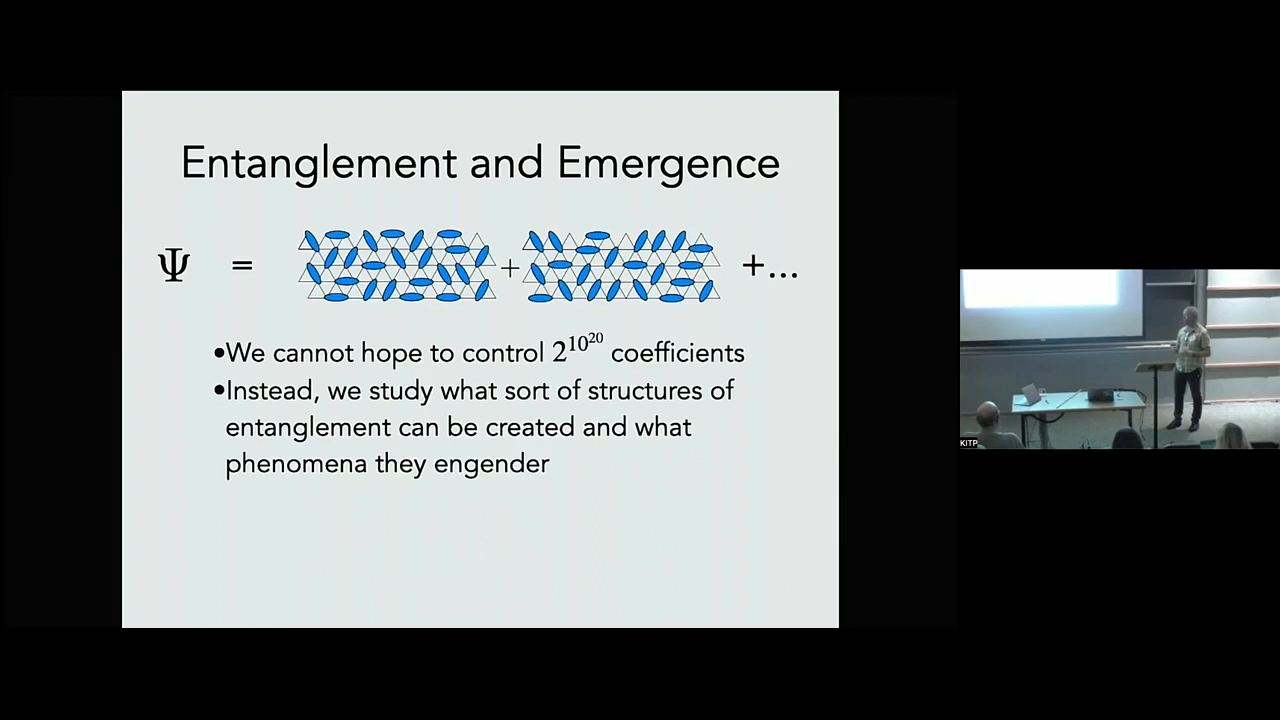 Entanglement and Emergence
Ψ = + +...
•We cannot hope to control 2^10^20 coefficients
•Instead, we study what sort of structures of
entanglement can be created and what
phenomena they engender
KITP